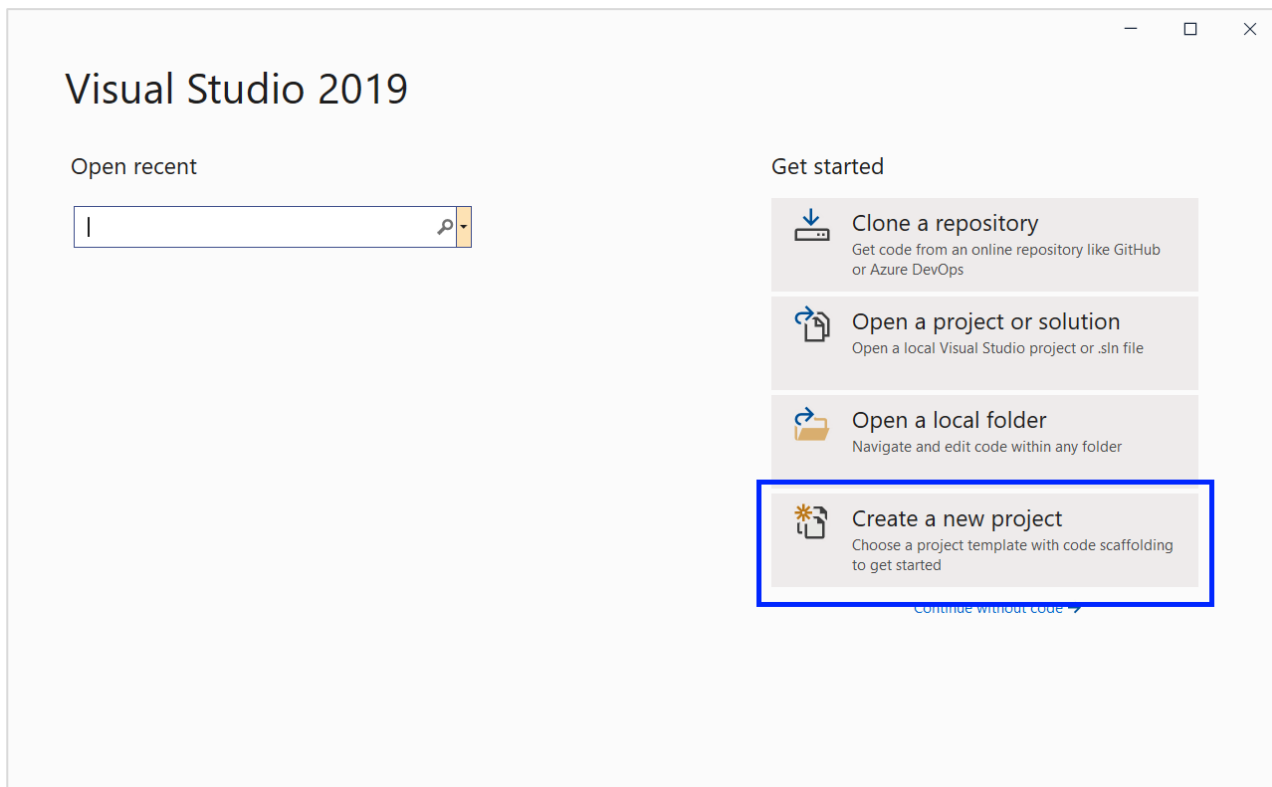 Visual Studio 2019
Open recent
Get started
Clone a repository
Get code from an online repository like GitHub
or Azure DevOps
Open a project or solution
Open a local Visual Studio project or .sln file
Open a local folder
Navigate and edit code within any folder
Create a new project
Choose a project template with code scaffolding
to get started
Continue without code →